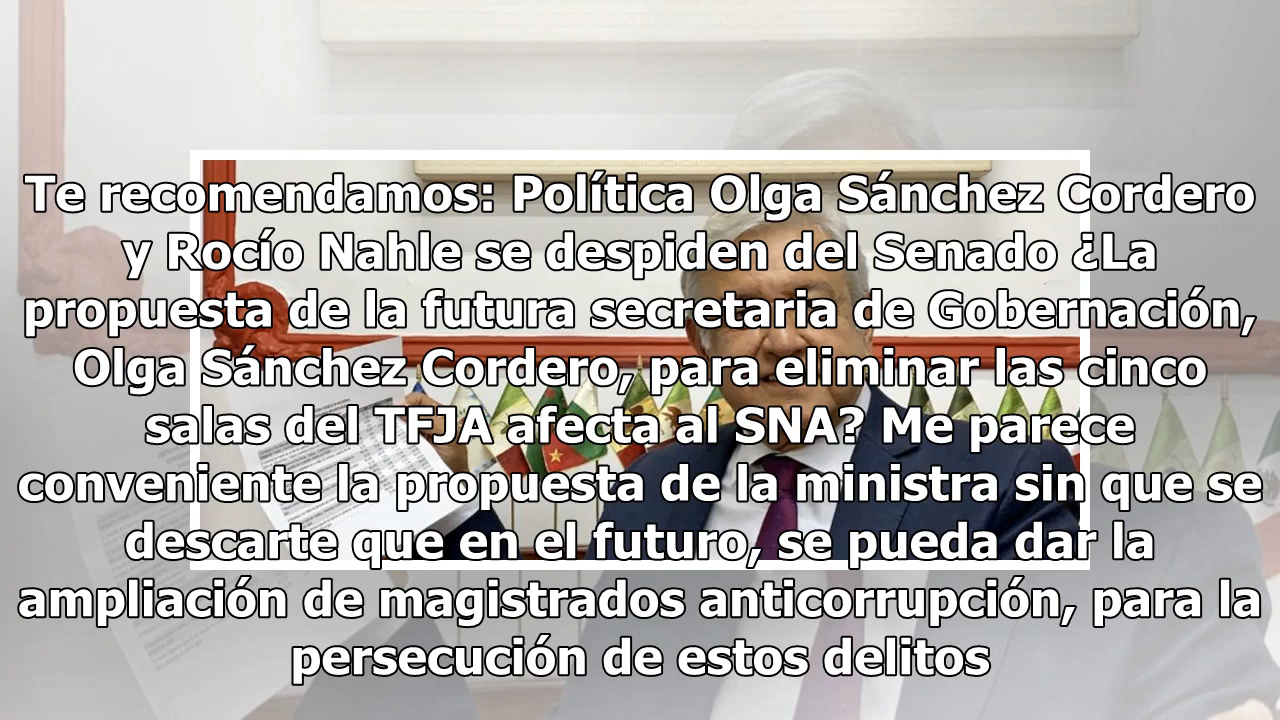 Te recomendamos: Política Olga Sánchez Cordero
y Rocío Nahle se despiden del Senado ¿La
propuesta de la futura secretaria de Gobernación,
Olga Sánchez Cordero, para eliminar las cinco
salas del TFJA afecta al SNA? Me parece
conveniente la propuesta de la ministra sin que se
descarte que en el futuro, se pueda dar la
ampliación de magistrados anticorrupción, para la
persecución de estos delitos